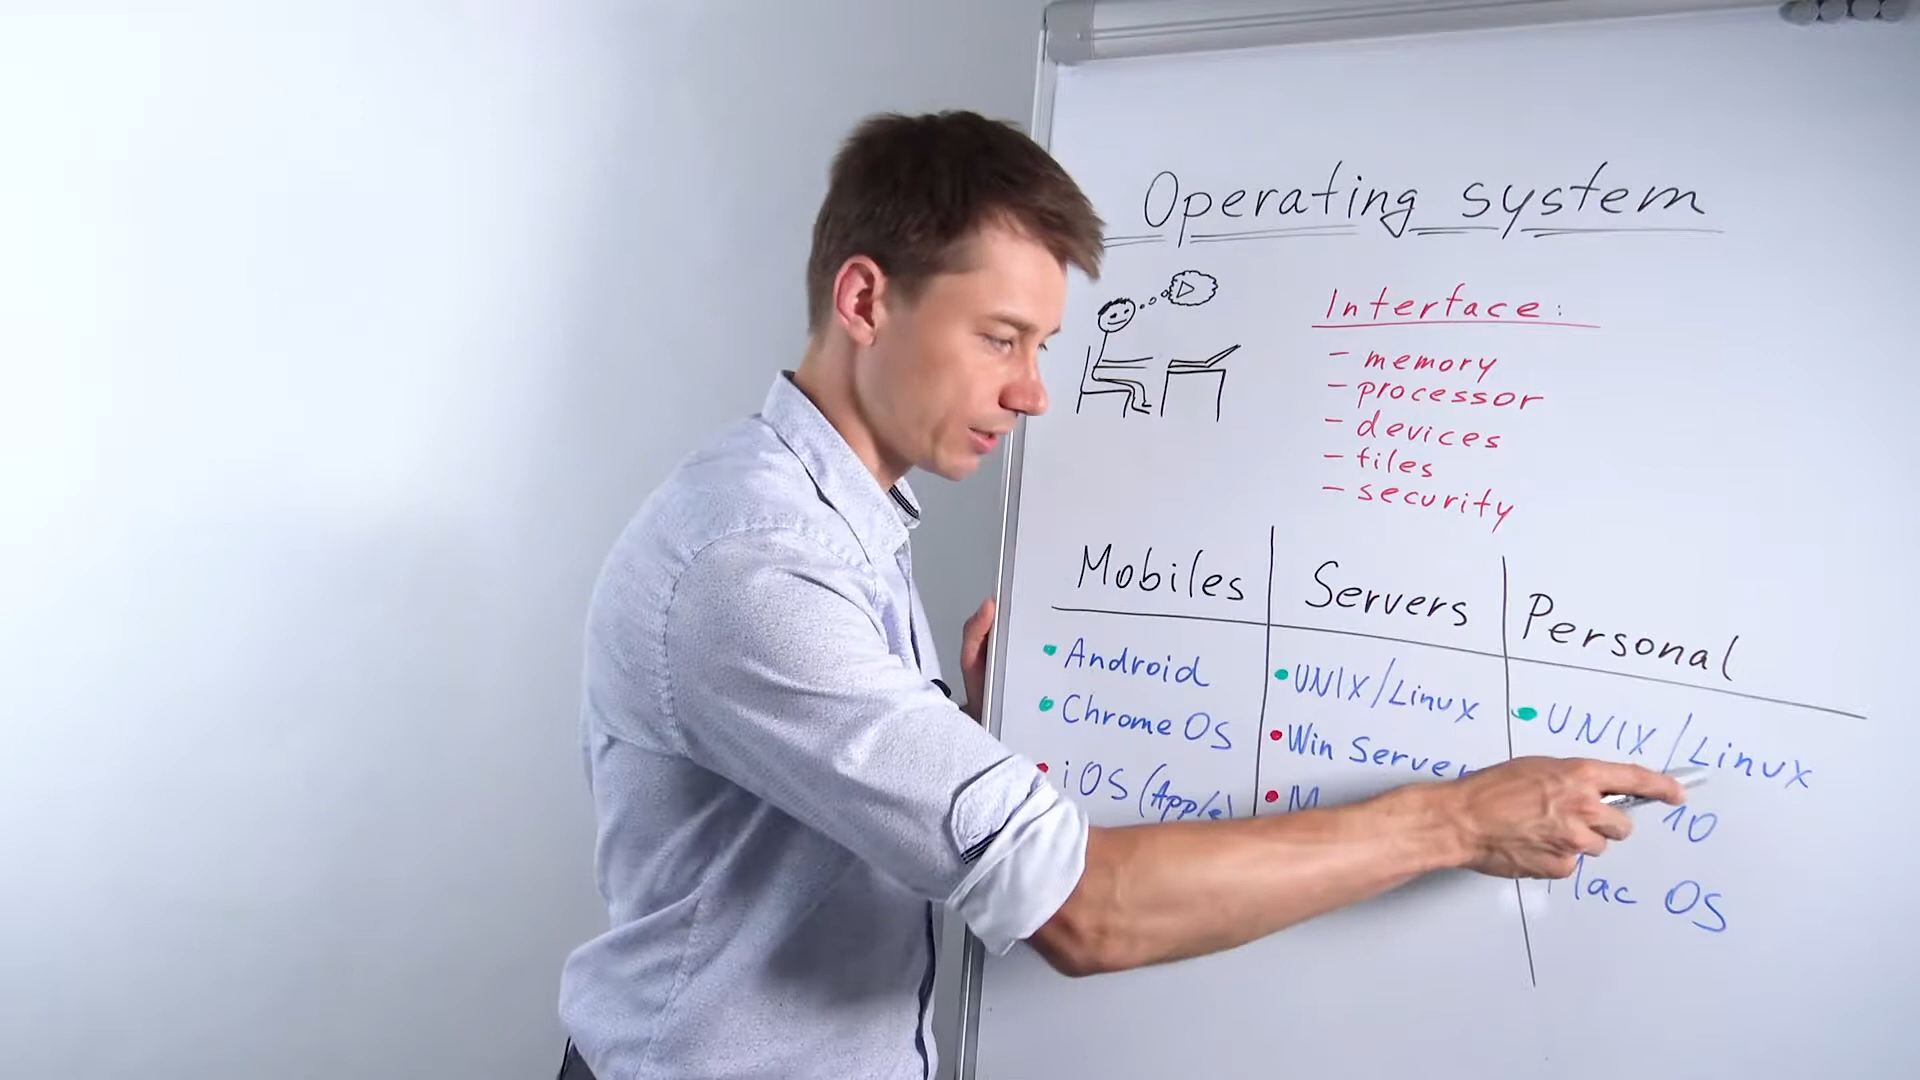 Operating system
Interface:
- memory
- processor
- devices
- files
- security
Mobiles
• Android
• Chrome OS
• iOS (Apple)
Servers
• UNIX/Linux
• Win Server
Personal
• UNIX/Linux
10
Mac OS